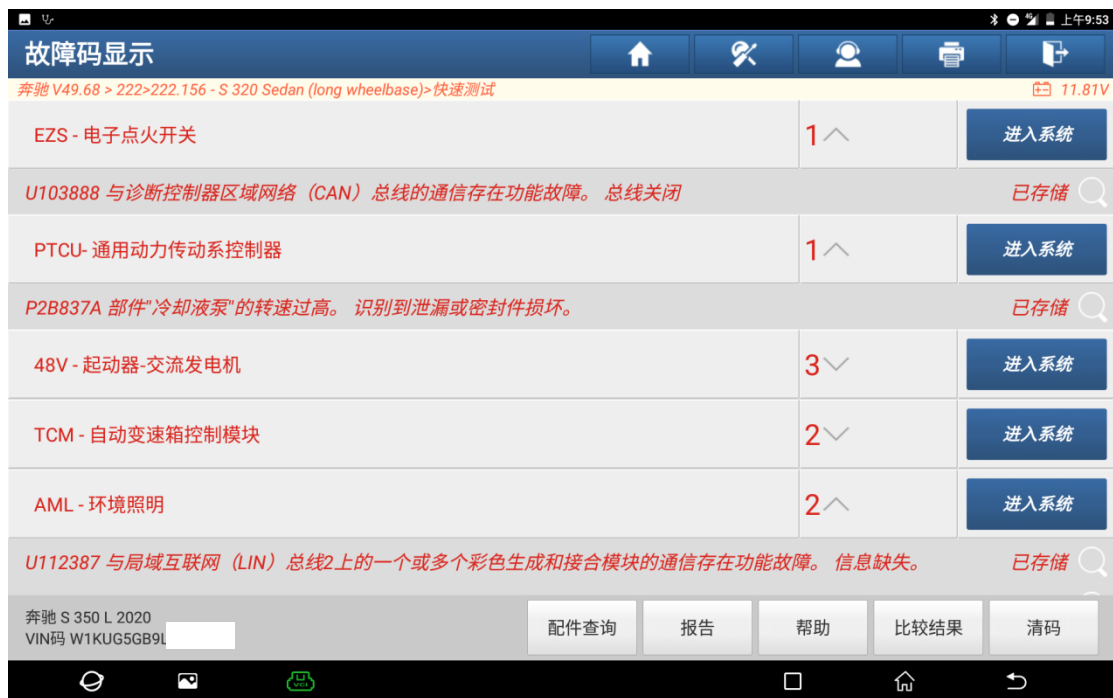 上午9:53
故障码显示
奔驰 V49.68 > 222>222.156 - S 320 Sedan (long wheelbase)>快速测试 11.81V
EZS - 电子点火开关 1 进入系统
U103888 与诊断控制器区域网络（CAN）总线的通信存在功能故障。 总线关闭 已存储
PTCU- 通用动力传动系控制器 1 进入系统
P2B837A 部件"冷却液泵"的转速过高。 识别到泄漏或密封件损坏。 已存储
48V - 起动器-交流发电机 3 进入系统
TCM - 自动变速箱控制模块 2 进入系统
AML - 环境照明 2 进入系统
U112387 与局域互联网（LIN）总线2上的一个或多个彩色生成和接合模块的通信存在功能故障。 信息缺失。 已存储
奔驰 S 350 L 2020
VIN码 W1KUG5GB9L
配件查询 报告 帮助 比较结果 清码